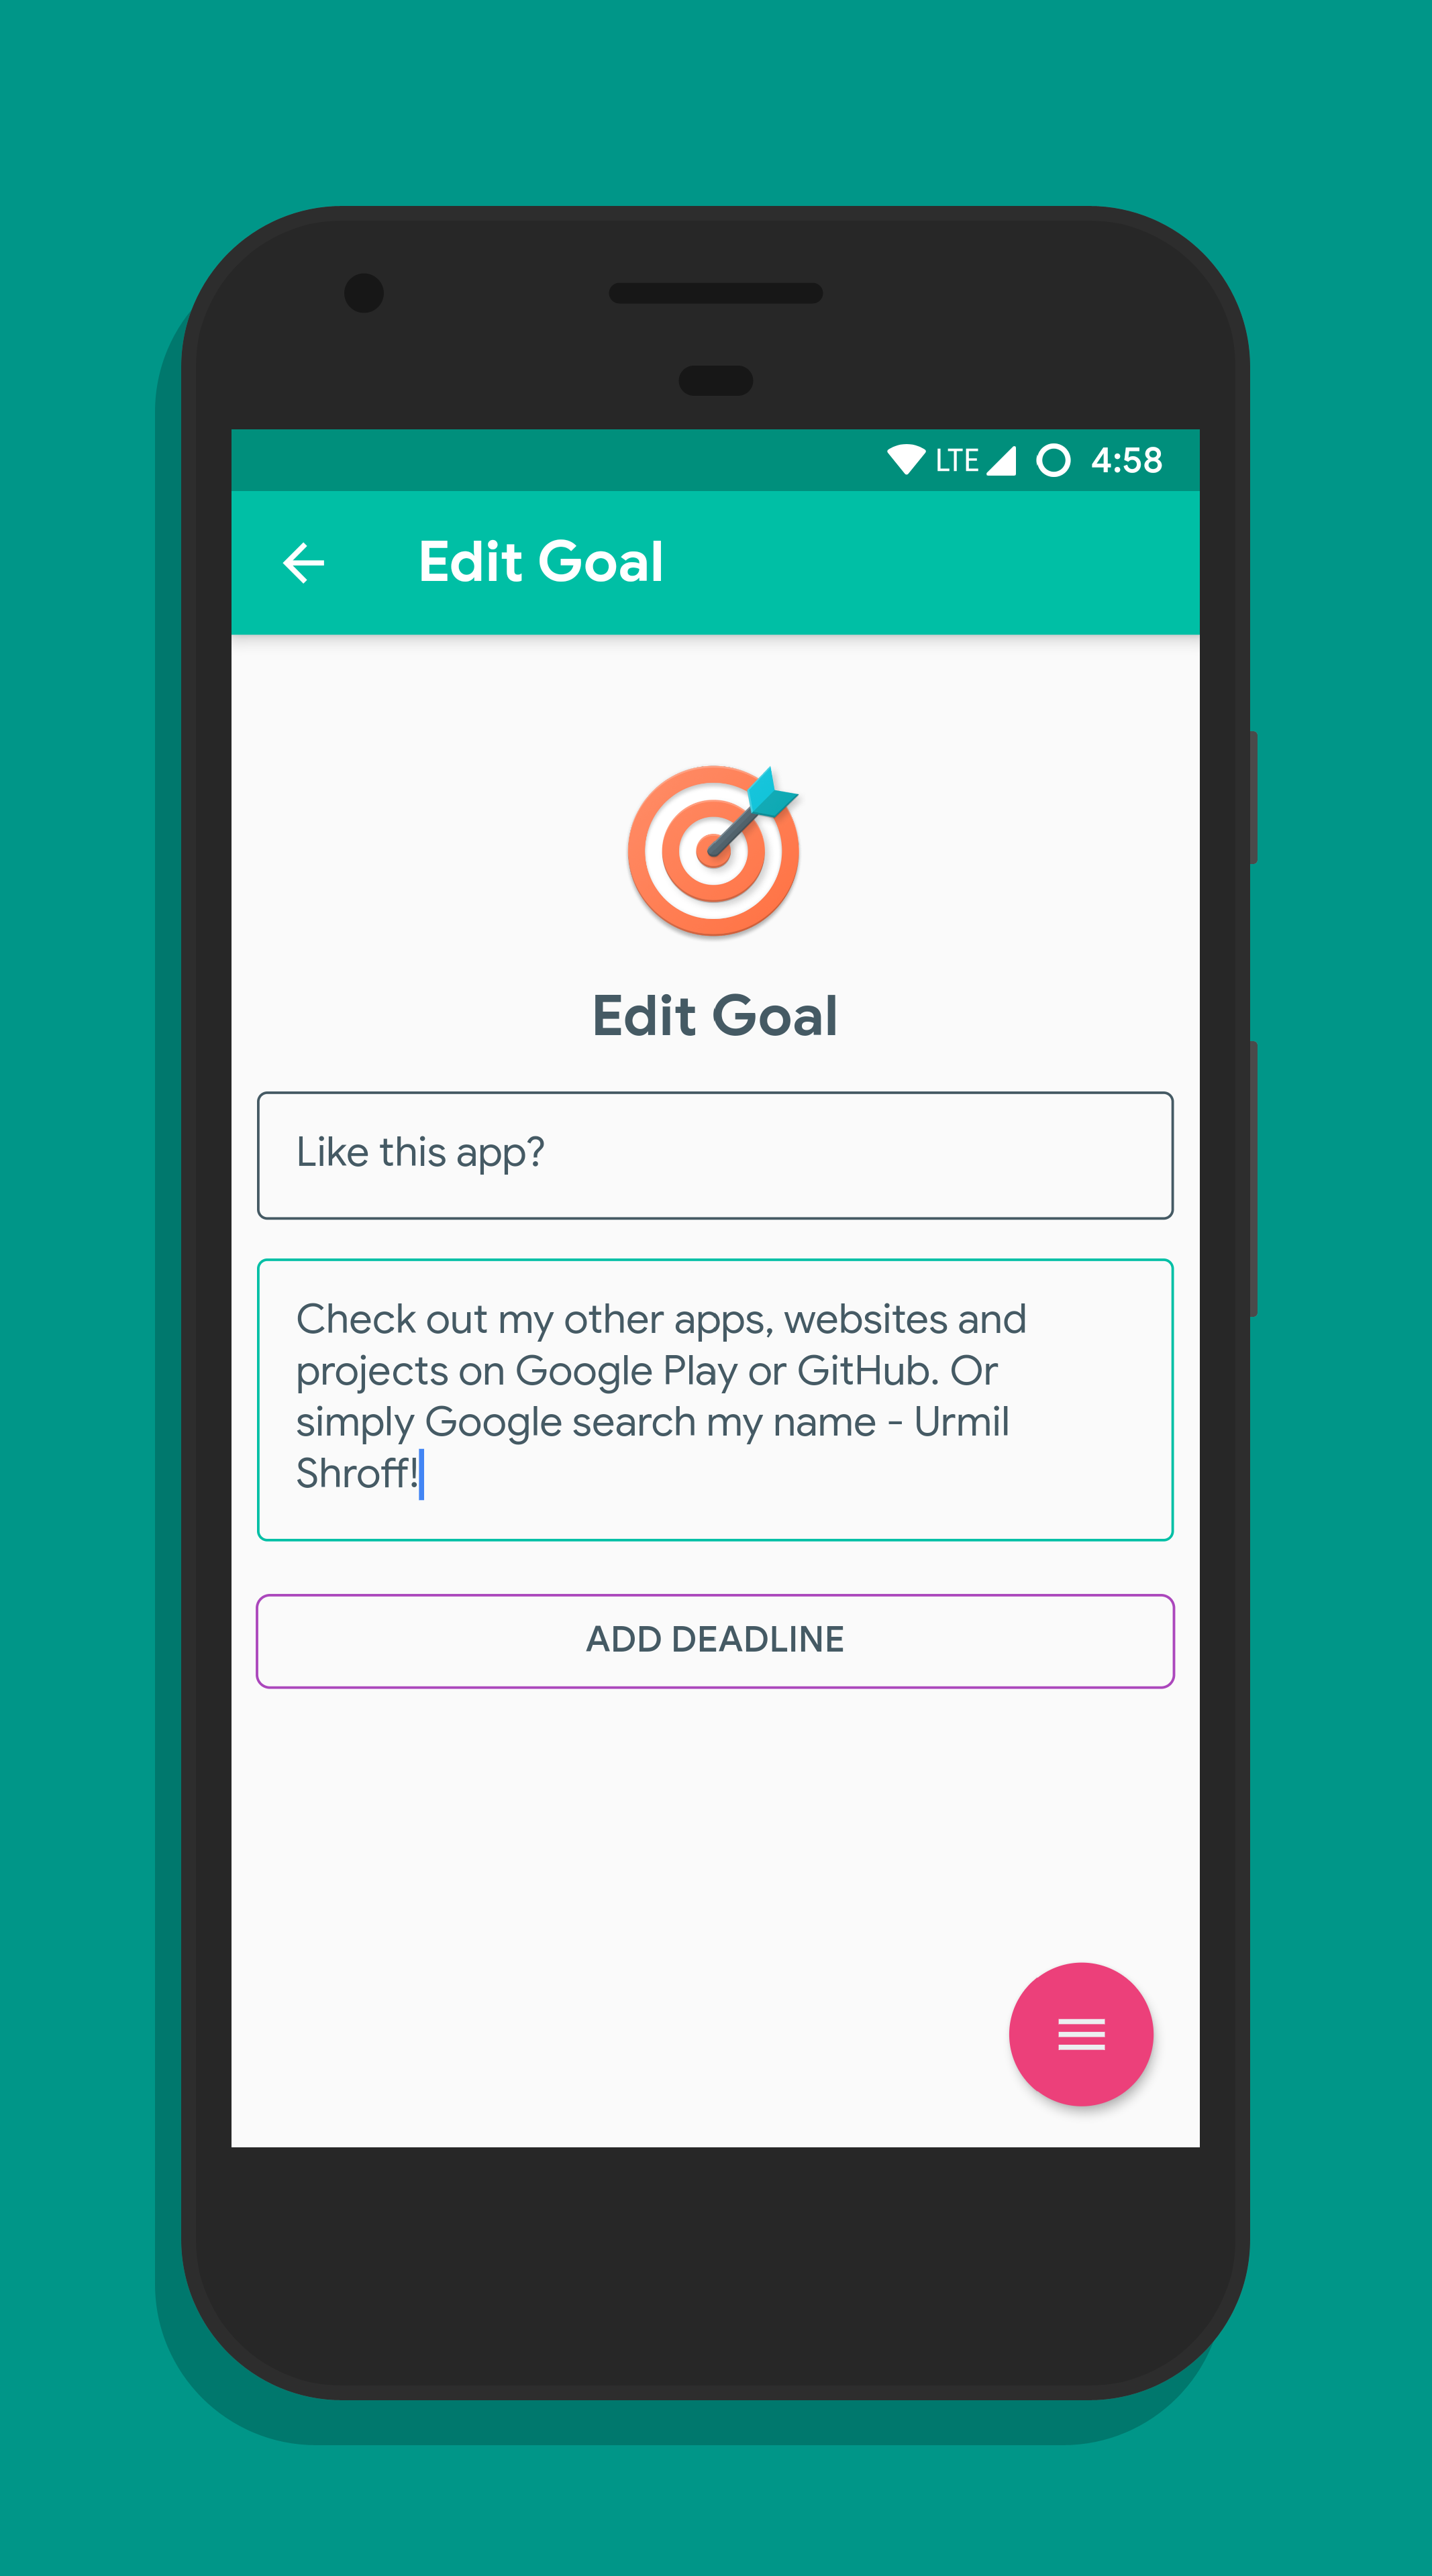 LTE 4:58
Edit Goal
Edit Goal
Like this app?
Check out my other apps, websites and
projects on Google Play or GitHub. Or
simply Google search my name - Urmil
Shroff!
ADD DEADLINE